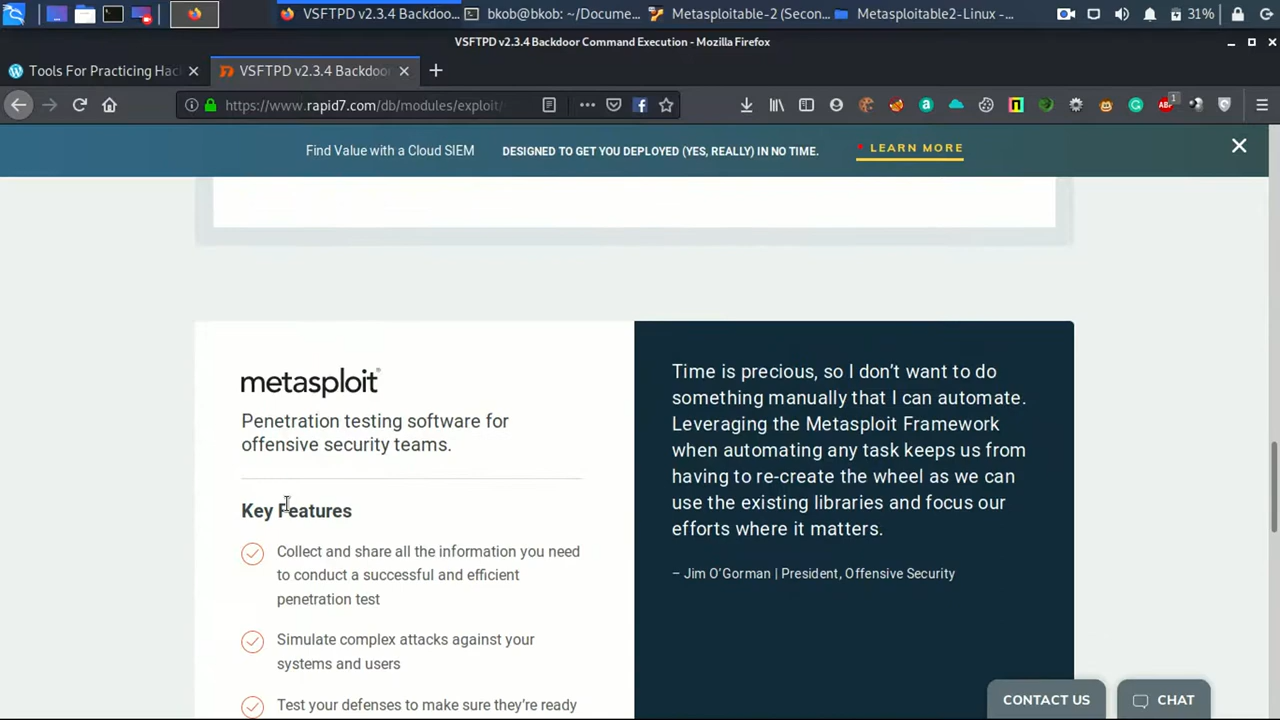 VSFTPD v2.3.4 Backdoo...
bkob@bkob: ~/Docume...
Metasploitable-2 (Secon...
Metasploitable2-Linux -...
31%
VSFTPD v2.3.4 Backdoor Command Execution - Mozilla Firefox
Tools For Practicing Hac
VSFTPD v2.3.4 Backdoor
https://www.rapid7.com/db/modules/exploit/
ABP
1
Find Value with a Cloud SIEM
DESIGNED TO GET YOU DEPLOYED (YES, REALLY) IN NO TIME.
LEARN MORE
metasploit
Penetration testing software for
offensive security teams.
Key Features
Collect and share all the information you need
to conduct a successful and efficient
penetration test
Simulate complex attacks against your
systems and users
Test your defenses to make sure they're ready
Time is precious, so I don't want to do
something manually that I can automate.
Leveraging the Metasploit Framework
when automating any task keeps us from
having to re-create the wheel as we can
use the existing libraries and focus our
efforts where it matters.
– Jim O'Gorman | President, Offensive Security
CONTACT US
CHAT